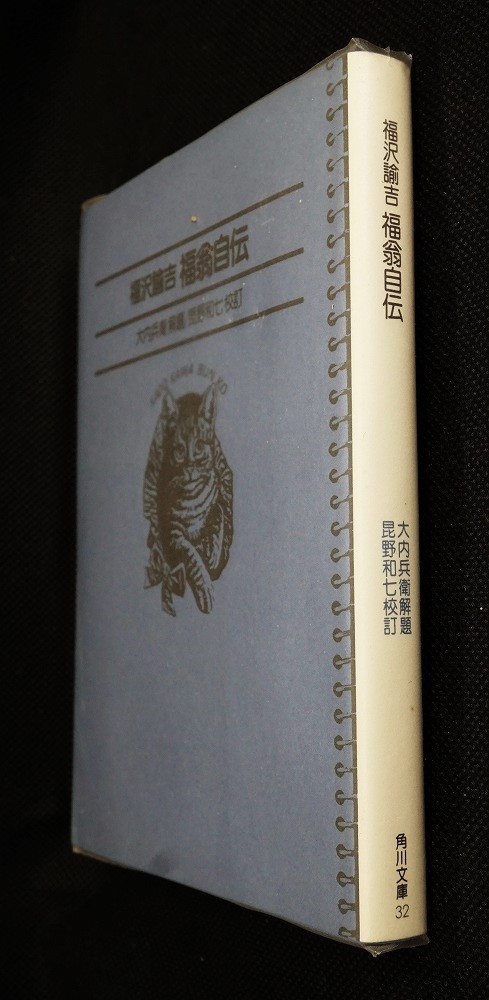 福沢諭吉 福翁自伝
大内兵衛 解題/昆野和七 校訂
KADOKAWA BUNKO
福沢諭吉 福翁自伝
大内兵衛解題
昆野和七校訂
角川文庫
32